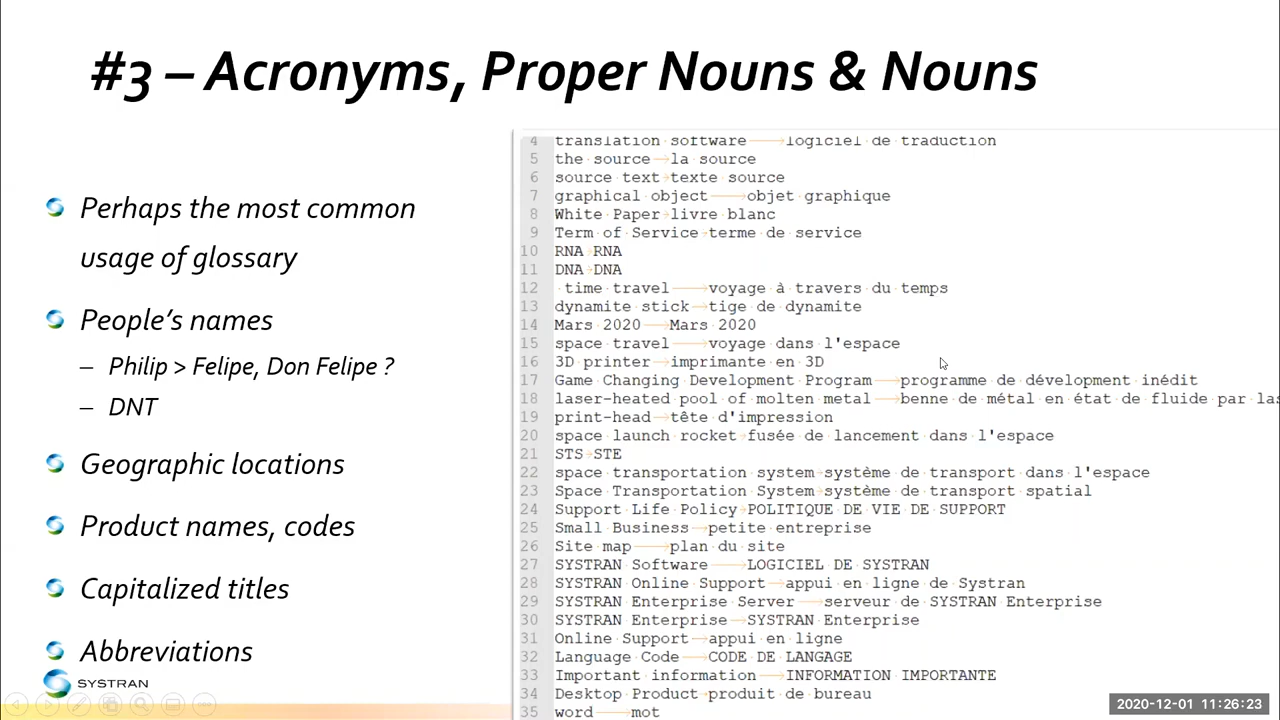 #3 – Acronyms, Proper Nouns & Nouns
Perhaps the most common
usage of glossary
People's names
– Philip > Felipe, Don Felipe ?
– DNT
Geographic locations
Product names, codes
Capitalized titles
Abbreviations
SYSTRAN
4 translation software → logiciel de traduction
5 the source → la source
6 source text → texte source
7 graphical object → objet graphique
8 White Paper → livre blanc
9 Term of Service → terme de service
10 RNA → RNA
11 DNA → DNA
12 time travel → voyage à travers du temps
13 dynamite stick → tige de dynamite
14 Mars 2020 → Mars 2020
15 space travel → voyage dans l'espace
16 3D printer → imprimante en 3D
17 Game Changing Development Program → programme de dévelopment inédit
18 laser-heated pool of molten metal → benne de métal en état de fluide par las
19 print-head → tête d'impression
20 space launch rocket → fusée de lancement dans l'espace
21 STS → STE
22 space transportation system → système de transport dans l'espace
23 Space Transportation System → système de transport spatial
24 Support Life Policy → POLITIQUE DE VIE DE SUPPORT
25 Small Business → petite entreprise
26 Site map → plan du site
27 SYSTRAN Software → LOGICIEL DE SYSTRAN
28 SYSTRAN Online Support → appui en ligne de Systran
29 SYSTRAN Enterprise Server → serveur de SYSTRAN Enterprise
30 SYSTRAN Enterprise → SYSTRAN Enterprise
31 Online Support → appui en ligne
32 Language Code → CODE DE LANGAGE
33 Important information → INFORMATION IMPORTANTE
34 Desktop Product → produit de bureau
35 word → mot
2020-12-01 11:26:23